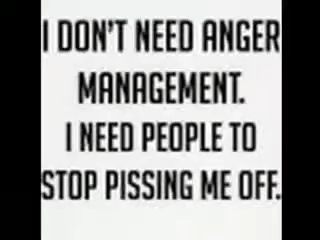 I DON'T NEED ANGER
MANAGEMENT.
I NEED PEOPLE TO
STOP PISSING ME OFF.